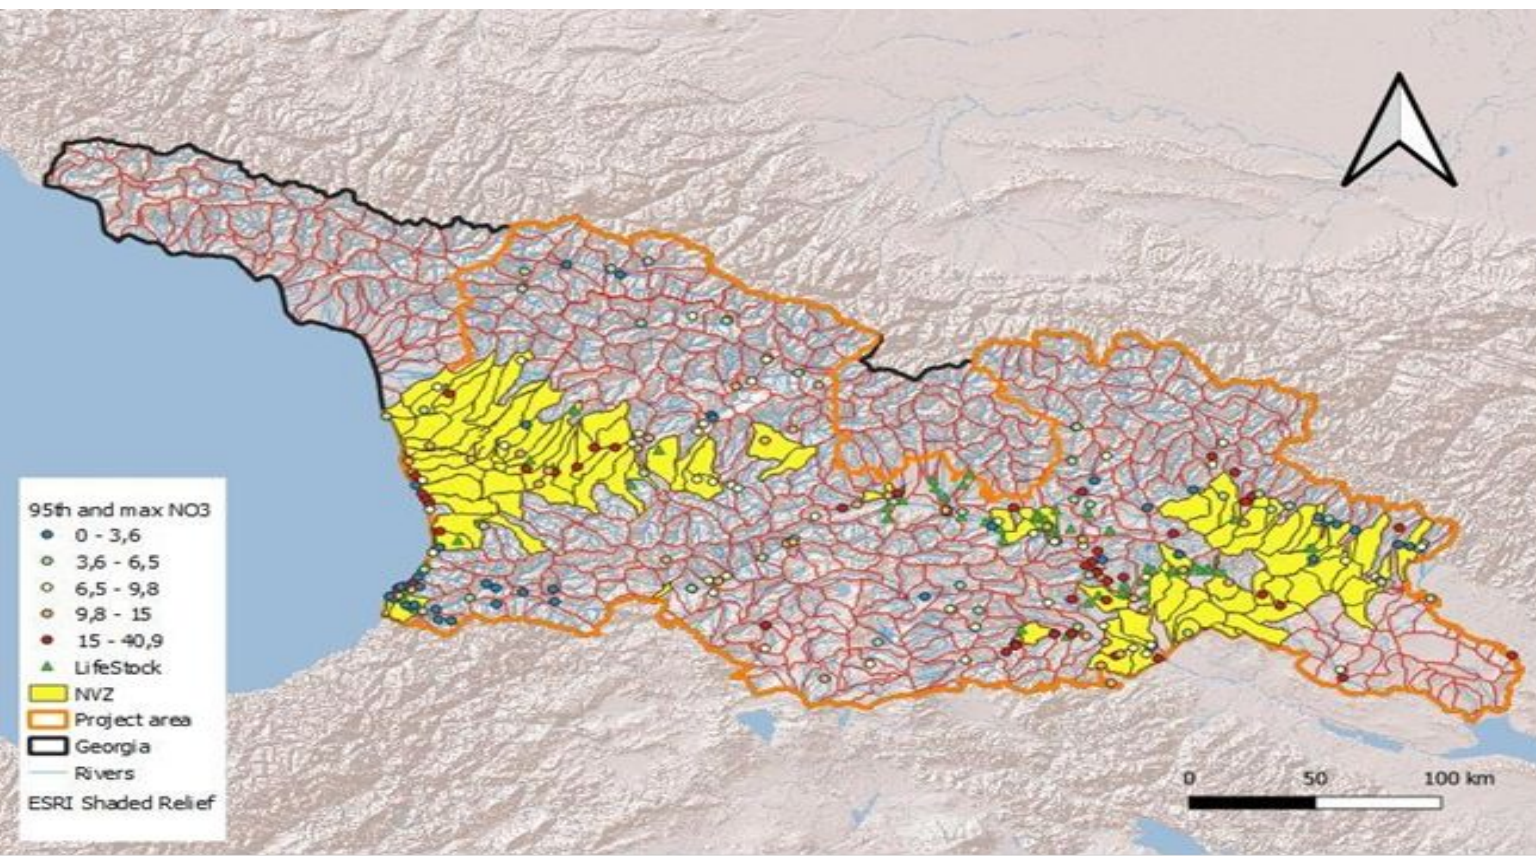 95th and max NO3
0 - 3,6
3,6 - 6,5
6,5 - 9,8
9,8 - 15
15 - 40,9
LifeStock
NVZ
Project area
Georgia
Rivers
ESRI Shaded Relief
0 50 100 km